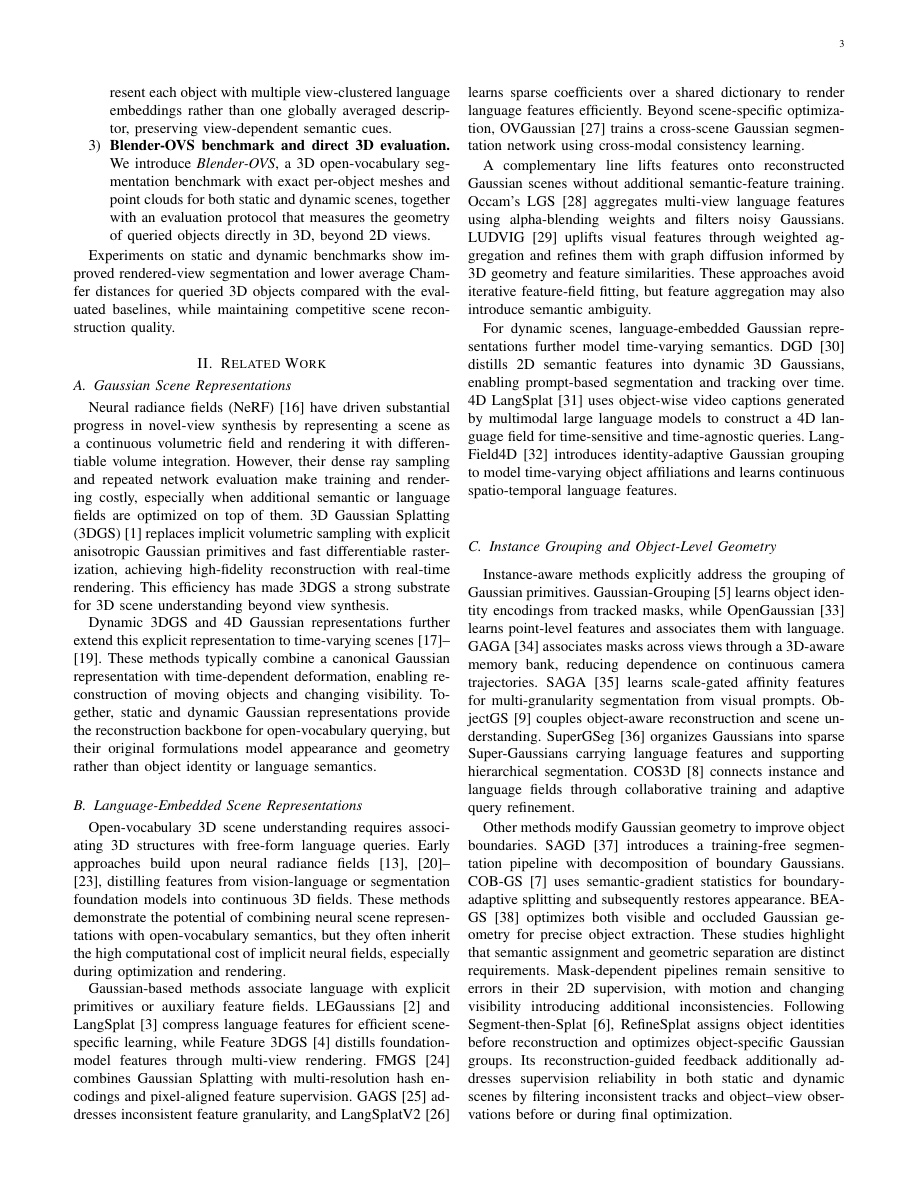 3
resent each object with multiple view-clustered language
embeddings rather than one globally averaged descrip-
tor, preserving view-dependent semantic cues.
3) Blender-OVS benchmark and direct 3D evaluation.
We introduce Blender-OVS, a 3D open-vocabulary seg-
mentation benchmark with exact per-object meshes and
point clouds for both static and dynamic scenes, together
with an evaluation protocol that measures the geometry
of queried objects directly in 3D, beyond 2D views.
Experiments on static and dynamic benchmarks show im-
proved rendered-view segmentation and lower average Cham-
fer distances for queried 3D objects compared with the eval-
uated baselines, while maintaining competitive scene recon-
struction quality.
II. RELATED WORK
A. Gaussian Scene Representations
Neural radiance fields (NeRF) [16] have driven substantial
progress in novel-view synthesis by representing a scene as
a continuous volumetric field and rendering it with differen-
tiable volume integration. However, their dense ray sampling
and repeated network evaluation make training and render-
ing costly, especially when additional semantic or language
fields are optimized on top of them. 3D Gaussian Splatting
(3DGS) [1] replaces implicit volumetric sampling with explicit
anisotropic Gaussian primitives and fast differentiable raster-
ization, achieving high-fidelity reconstruction with real-time
rendering. This efficiency has made 3DGS a strong substrate
for 3D scene understanding beyond view synthesis.
Dynamic 3DGS and 4D Gaussian representations further
extend this explicit representation to time-varying scenes [17]–
[19]. These methods typically combine a canonical Gaussian
representation with time-dependent deformation, enabling re-
construction of moving objects and changing visibility. To-
gether, static and dynamic Gaussian representations provide
the reconstruction backbone for open-vocabulary querying, but
their original formulations model appearance and geometry
rather than object identity or language semantics.
B. Language-Embedded Scene Representations
Open-vocabulary 3D scene understanding requires associ-
ating 3D structures with free-form language queries. Early
approaches build upon neural radiance fields [13], [20]–
[23], distilling features from vision-language or segmentation
foundation models into continuous 3D fields. These methods
demonstrate the potential of combining neural scene represen-
tations with open-vocabulary semantics, but they often inherit
the high computational cost of implicit neural fields, especially
during optimization and rendering.
Gaussian-based methods associate language with explicit
primitives or auxiliary feature fields. LEGaussians [2] and
LangSplat [3] compress language features for efficient scene-
specific learning, while Feature 3DGS [4] distills foundation-
model features through multi-view rendering. FMGS [24]
combines Gaussian Splatting with multi-resolution hash en-
codings and pixel-aligned feature supervision. GAGS [25] ad-
dresses inconsistent feature granularity, and LangSplatV2 [26]
learns sparse coefficients over a shared dictionary to render
language features efficiently. Beyond scene-specific optimiza-
tion, OVGaussian [27] trains a cross-scene Gaussian segmen-
tation network using cross-modal consistency learning.
A complementary line lifts features onto reconstructed
Gaussian scenes without additional semantic-feature training.
Occam's LGS [28] aggregates multi-view language features
using alpha-blending weights and filters noisy Gaussians.
LUDVIG [29] uplifts visual features through weighted ag-
gregation and refines them with graph diffusion informed by
3D geometry and feature similarities. These approaches avoid
iterative feature-field fitting, but feature aggregation may also
introduce semantic ambiguity.
For dynamic scenes, language-embedded Gaussian repre-
sentations further model time-varying semantics. DGD [30]
distills 2D semantic features into dynamic 3D Gaussians,
enabling prompt-based segmentation and tracking over time.
4D LangSplat [31] uses object-wise video captions generated
by multimodal large language models to construct a 4D lan-
guage field for time-sensitive and time-agnostic queries. Lang-
Field4D [32] introduces identity-adaptive Gaussian grouping
to model time-varying object affiliations and learns continuous
spatio-temporal language features.
C. Instance Grouping and Object-Level Geometry
Instance-aware methods explicitly address the grouping of
Gaussian primitives. Gaussian-Grouping [5] learns object iden-
tity encodings from tracked masks, while OpenGaussian [33]
learns point-level features and associates them with language.
GAGA [34] associates masks across views through a 3D-aware
memory bank, reducing dependence on continuous camera
trajectories. SAGA [35] learns scale-gated affinity features
for multi-granularity segmentation from visual prompts. Ob-
jectGS [9] couples object-aware reconstruction and scene un-
derstanding. SuperGSeg [36] organizes Gaussians into sparse
Super-Gaussians carrying language features and supporting
hierarchical segmentation. COS3D [8] connects instance and
language fields through collaborative training and adaptive
query refinement.
Other methods modify Gaussian geometry to improve object
boundaries. SAGD [37] introduces a training-free segmen-
tation pipeline with decomposition of boundary Gaussians.
COB-GS [7] uses semantic-gradient statistics for boundary-
adaptive splitting and subsequently restores appearance. BEA-
GS [38] optimizes both visible and occluded Gaussian ge-
ometry for precise object extraction. These studies highlight
that semantic assignment and geometric separation are distinct
requirements. Mask-dependent pipelines remain sensitive to
errors in their 2D supervision, with motion and changing
visibility introducing additional inconsistencies. Following
Segment-then-Splat [6], RefineSplat assigns object identities
before reconstruction and optimizes object-specific Gaussian
groups. Its reconstruction-guided feedback additionally ad-
dresses supervision reliability in both static and dynamic
scenes by filtering inconsistent tracks and object–view obser-
vations before or during final optimization.